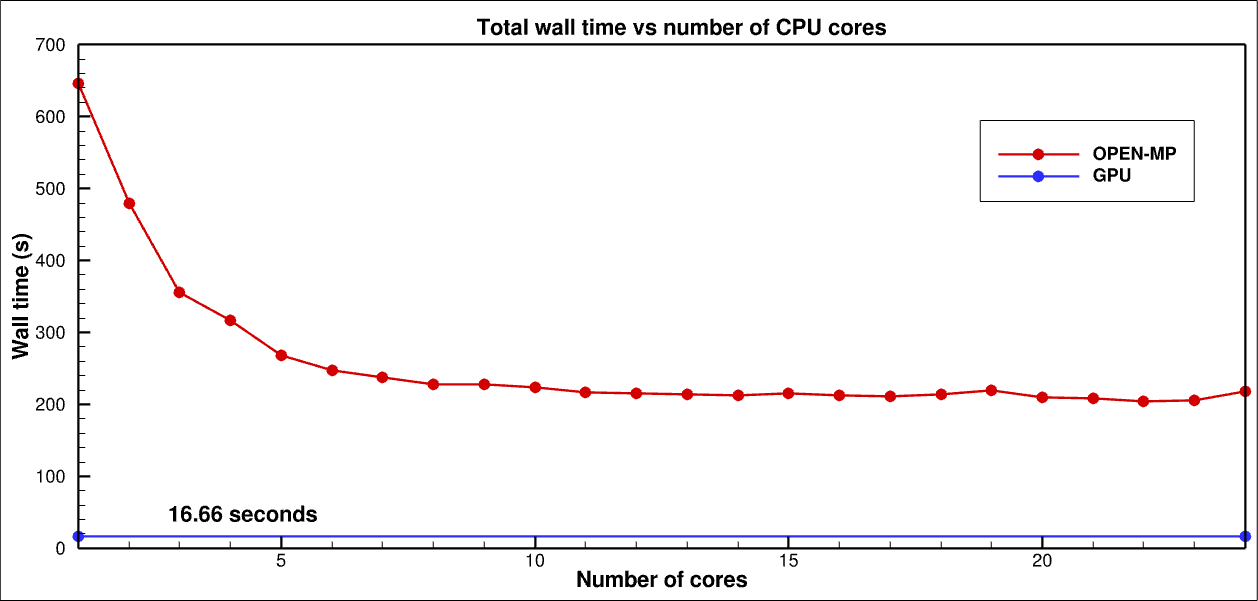 Total wall time vs number of CPU cores
700
600
500
400
300
200
100
0
Wall time (s)
OPEN-MP
GPU
16.66 seconds
5
10
15
20
Number of cores